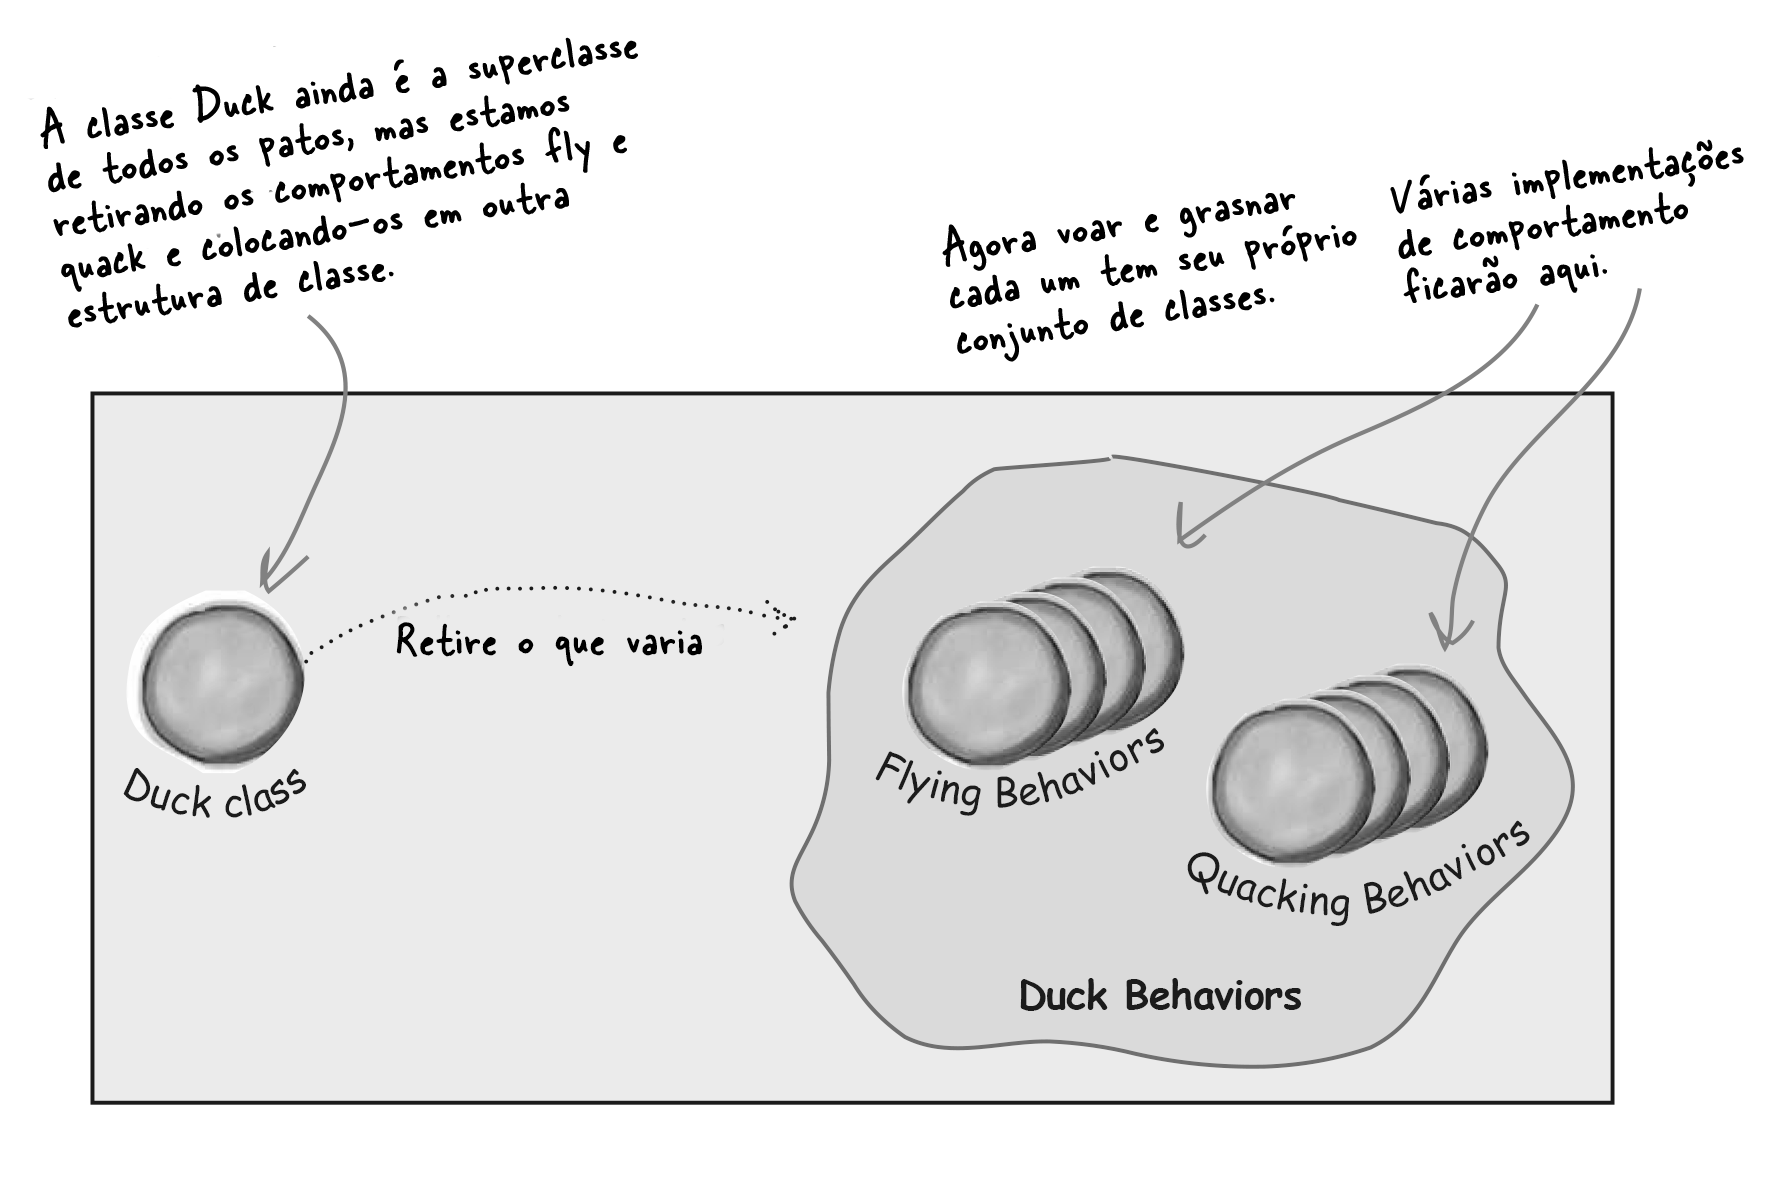 A classe Duck ainda é a superclasse
de todos os patos, mas estamos
retirando os comportamentos fly e
quack e colocando-os em outra
estrutura de classe.
Agora voar e grasnar
cada um tem seu próprio
conjunto de classes.
Várias implementações
de comportamento
ficarão aqui.
Retire o que varia
Duck class
Flying Behaviors
Quacking Behaviors
Duck Behaviors